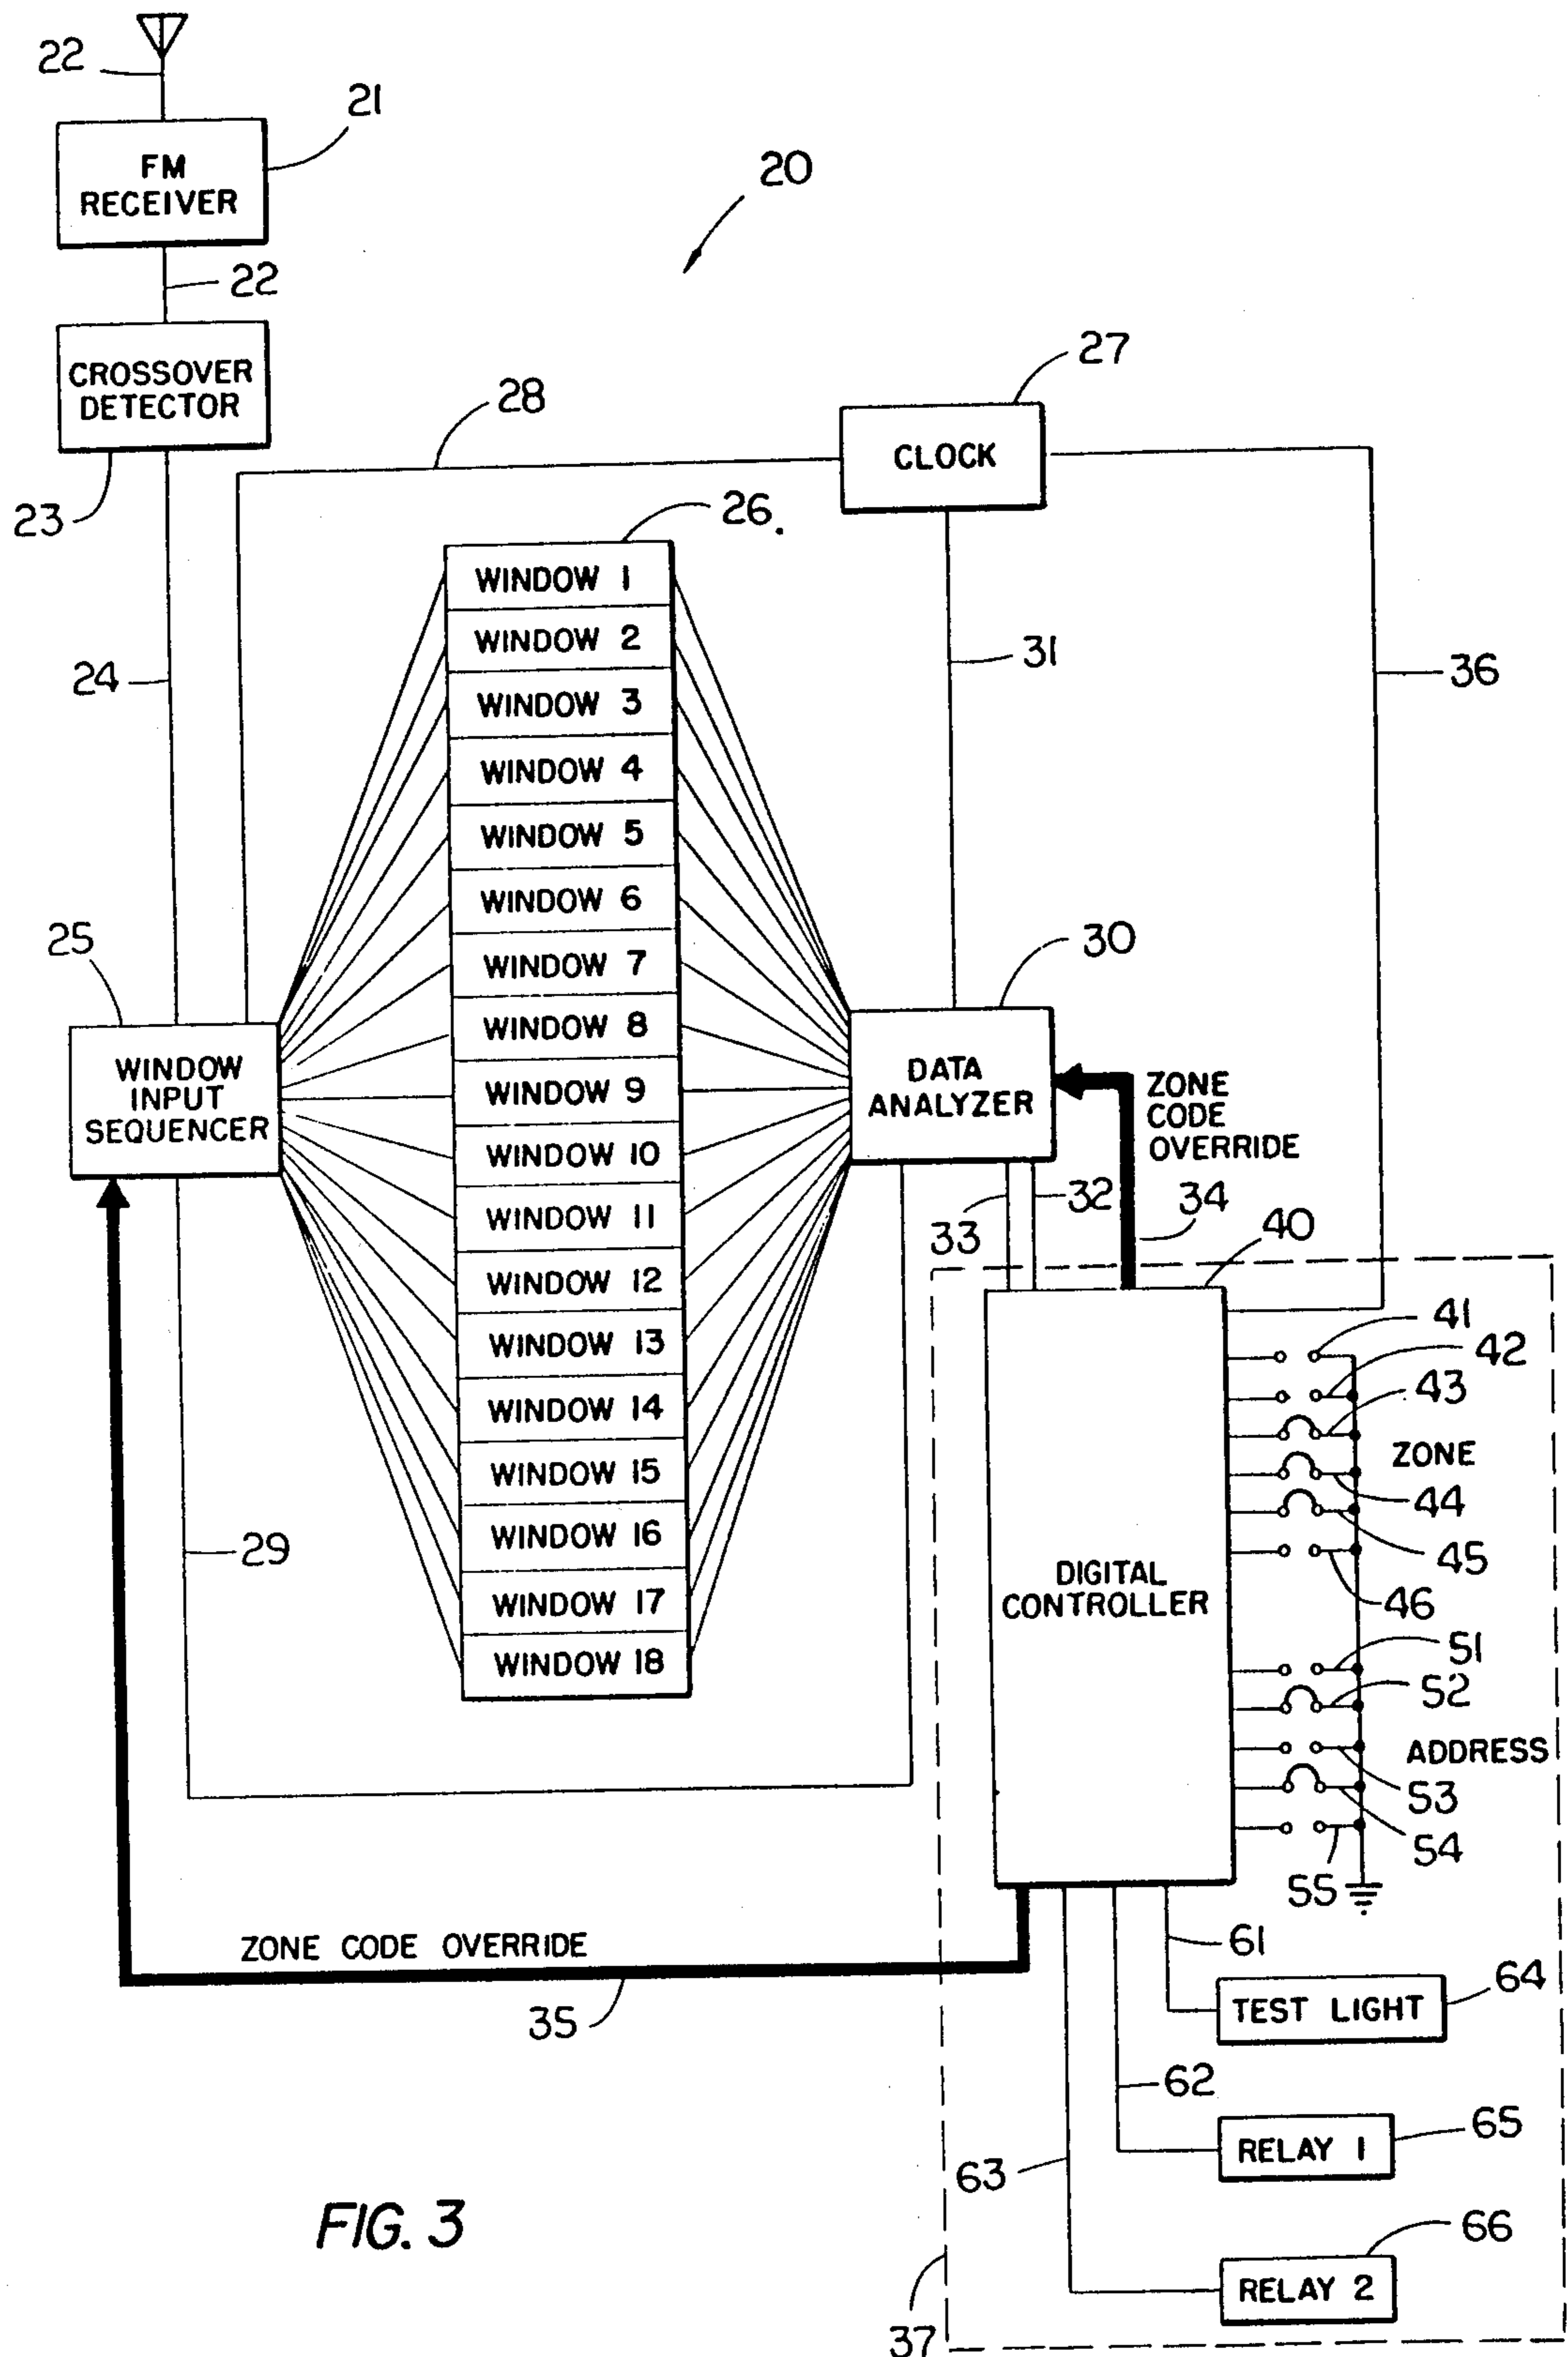 22
21
FM
RECEIVER
20
22
CROSSOVER
DETECTOR
23
28
27
CLOCK
26.
WINDOW 1
WINDOW 2
WINDOW 3
WINDOW 4
WINDOW 5
WINDOW 6
WINDOW 7
WINDOW 8
WINDOW 9
WINDOW 10
WINDOW 11
WINDOW 12
WINDOW 13
WINDOW 14
WINDOW 15
WINDOW 16
WINDOW 17
WINDOW 18
24
31
36
25
WINDOW
INPUT
SEQUENCER
30
DATA
ANALYZER
ZONE
CODE
OVERRIDE
33
32
34
40
41
42
43
ZONE
44
45
46
29
DIGITAL
CONTROLLER
51
52
ADDRESS
53
54
55
ZONE CODE OVERRIDE
35
61
64
TEST LIGHT
62
65
RELAY 1
63
66
RELAY 2
37
FIG. 3